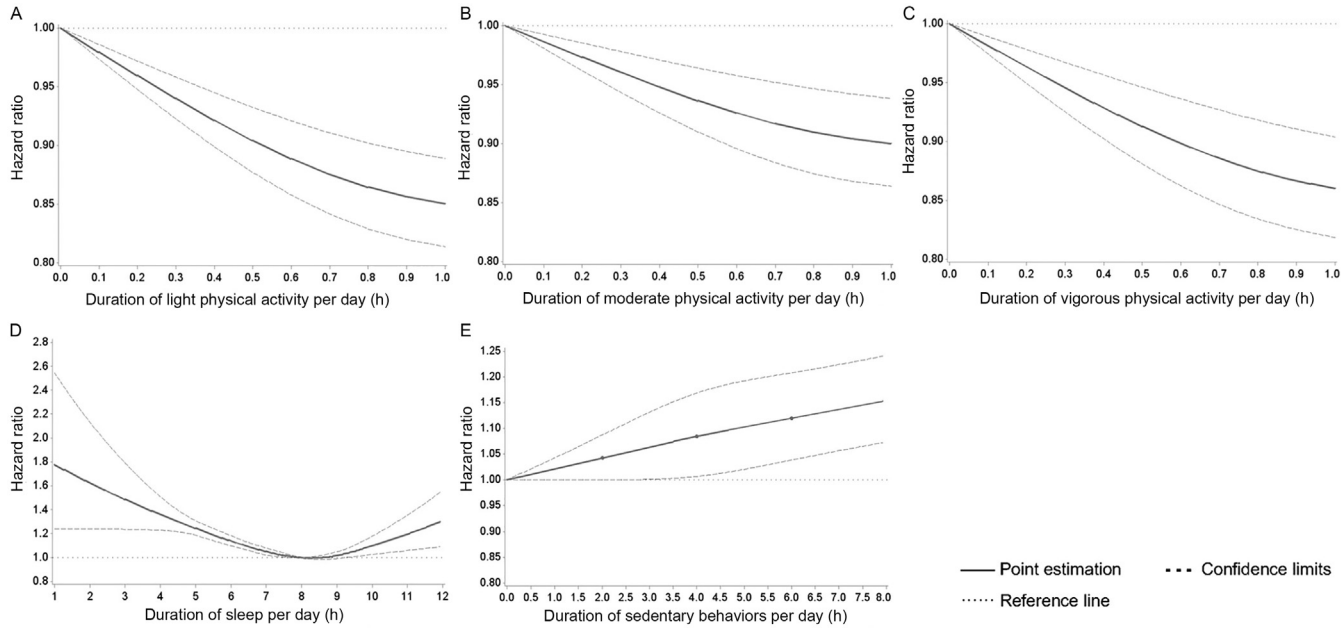 A
1.00
0.95
0.90
0.85
0.80
Hazard ratio
0.0 0.1 0.2 0.3 0.4 0.5 0.6 0.7 0.8 0.9 1.0
Duration of light physical activity per day (h)
B
1.00
0.95
0.90
0.85
0.80
Hazard ratio
0.0 0.1 0.2 0.3 0.4 0.5 0.6 0.7 0.8 0.9 1.0
Duration of moderate physical activity per day (h)
C
1.00
0.95
0.90
0.85
0.80
Hazard ratio
0.0 0.1 0.2 0.3 0.4 0.5 0.6 0.7 0.8 0.9 1.0
Duration of vigorous physical activity per day (h)
D
2.8
2.6
2.4
2.2
2.0
1.8
1.6
1.4
1.2
1.0
0.8
Hazard ratio
1 2 3 4 5 6 7 8 9 10 11 12
Duration of sleep per day (h)
E
1.25
1.20
1.15
1.10
1.05
1.00
0.95
0.90
0.85
0.80
Hazard ratio
0.0 0.5 1.0 1.5 2.0 2.5 3.0 3.5 4.0 4.5 5.0 5.5 6.0 6.5 7.0 7.5 8.0
Duration of sedentary behaviors per day (h)
Point estimation
Confidence limits
Reference line